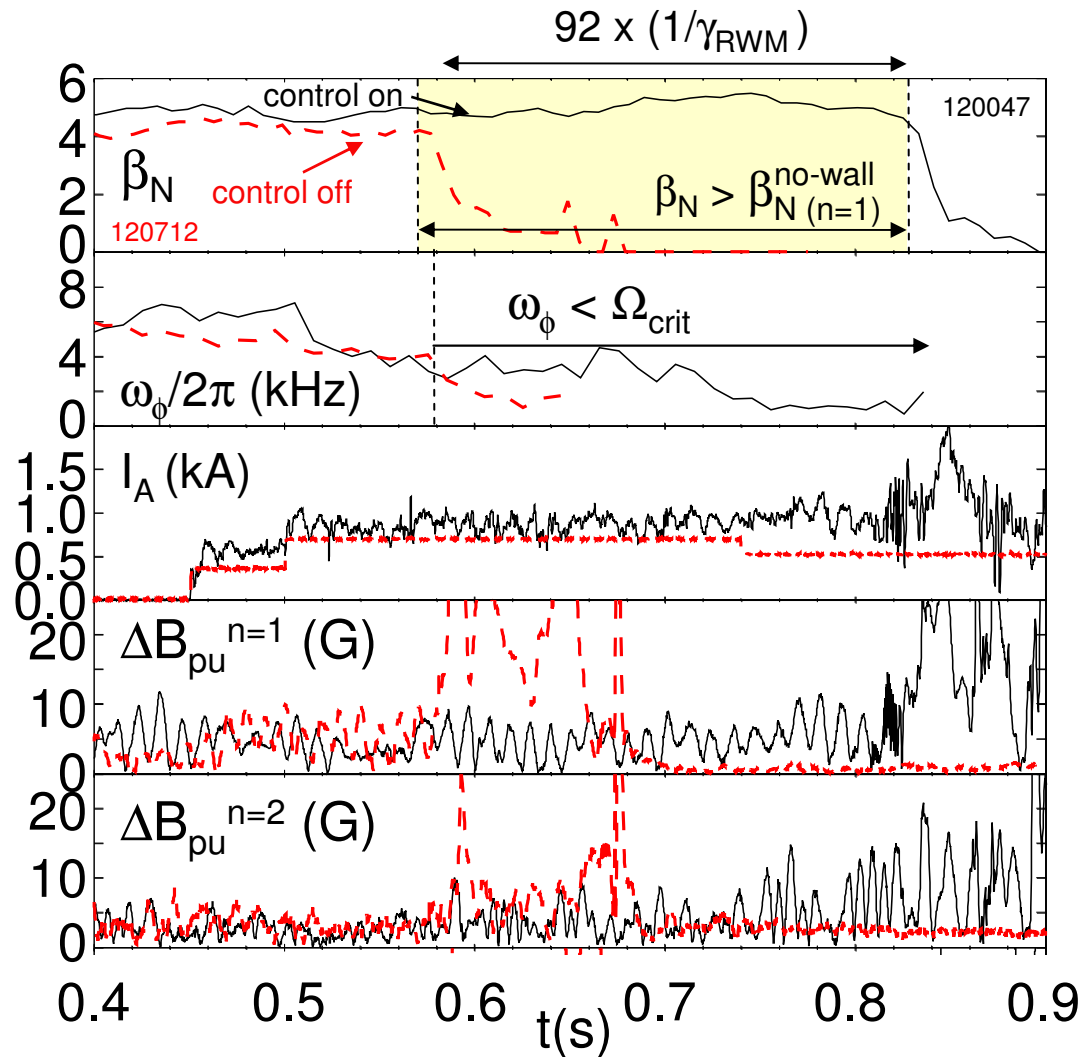 92 x (1/γRWM)
6
control on
120047
4
βN
control off
βN > βN no-wall (n=1)
2
120712
0
8
ωϕ < Ωcrit
4
ωϕ/2π (kHz)
0
IA (kA)
1.5
1.0
0.5
0.0
ΔBpu n=1 (G)
20
10
0
ΔBpu n=2 (G)
20
10
0
0.4 0.5 0.6 0.7 0.8 0.9
t(s)